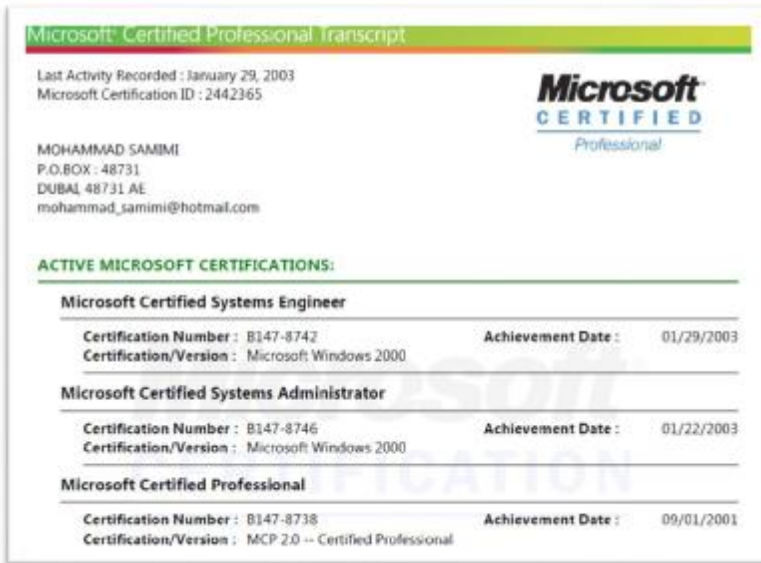 Microsoft® Certified Professional Transcript
Last Activity Recorded : January 29, 2003
Microsoft Certification ID : 2442365
Microsoft
CERTIFIED
Professional
MOHAMMAD SAMIMI
P.O.BOX : 48731
DUBAI, 48731 AE
mohammad_samimi@hotmail.com
ACTIVE MICROSOFT CERTIFICATIONS:
Microsoft Certified Systems Engineer
Certification Number : B147-8742 Achievement Date : 01/29/2003
Certification/Version : Microsoft Windows 2000
Microsoft Certified Systems Administrator
Certification Number : B147-8746 Achievement Date : 01/22/2003
Certification/Version : Microsoft Windows 2000
Microsoft Certified Professional
Certification Number : B147-8738 Achievement Date : 09/01/2001
Certification/Version : MCP 2.0 -- Certified Professional
Microsoft
CERTIFICATION